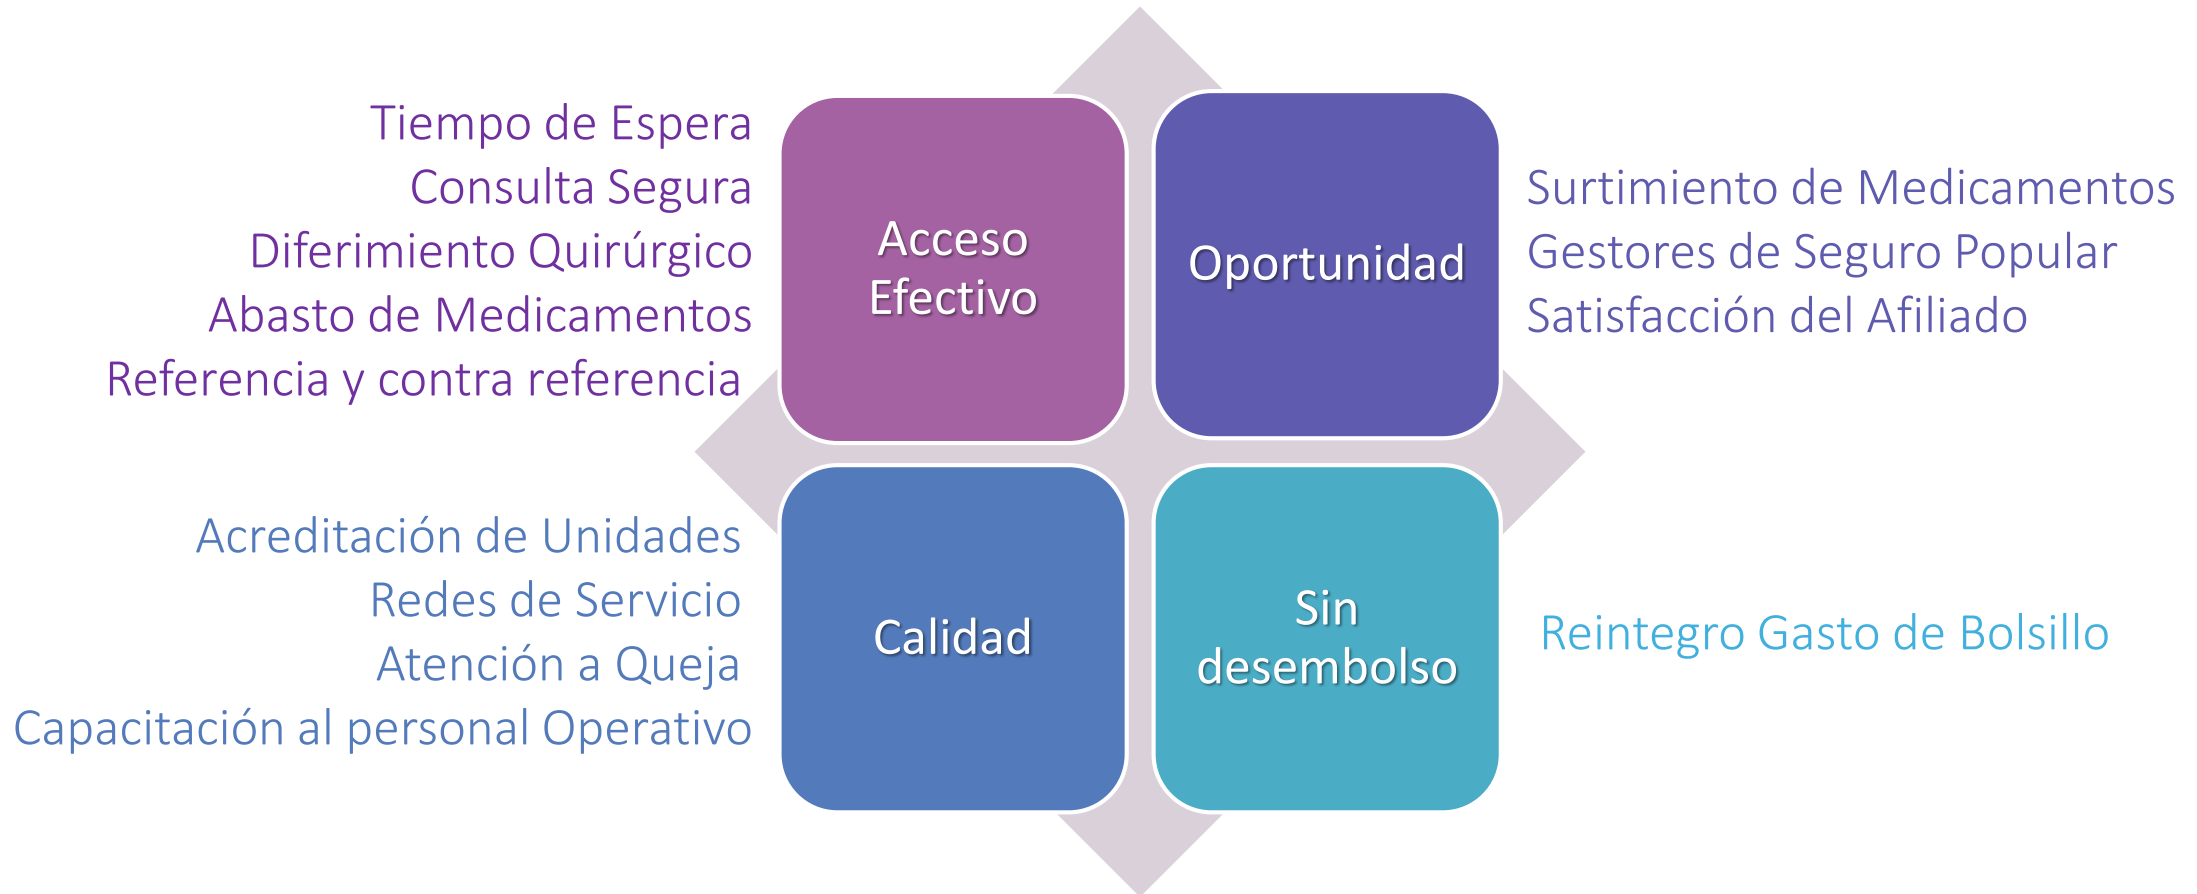 Tiempo de Espera
Consulta Segura
Diferimiento Quirúrgico
Abasto de Medicamentos
Referencia y contra referencia
Acceso
Efectivo
Oportunidad
Surtimiento de Medicamentos
Gestores de Seguro Popular
Satisfacción del Afiliado
Acreditación de Unidades
Redes de Servicio
Atención a Queja
Capacitación al personal Operativo
Calidad
Sin
desembolso
Reintegro Gasto de Bolsillo